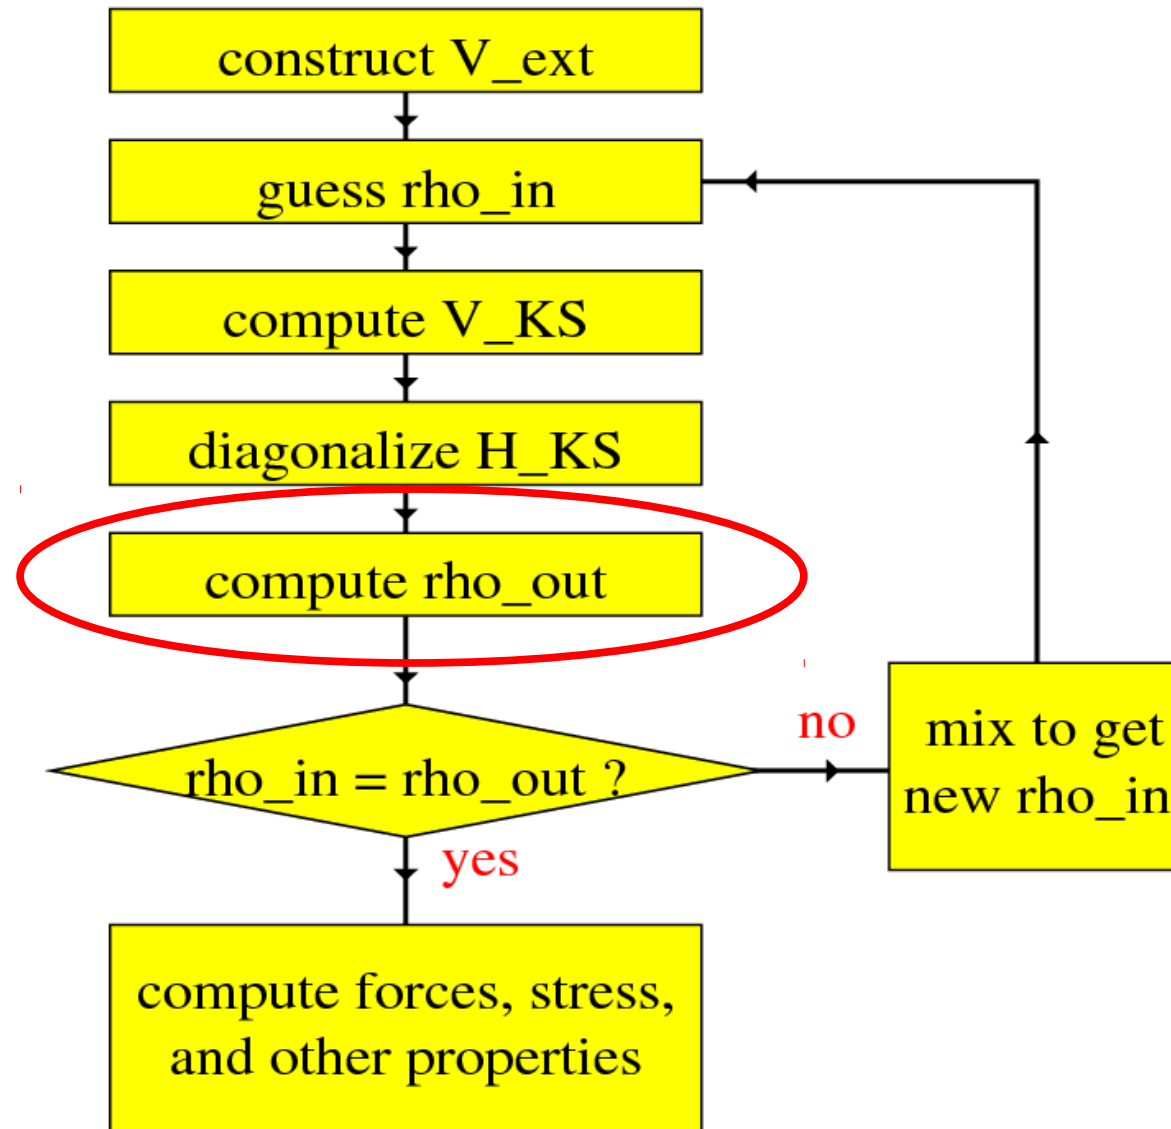 construct V_ext
guess rho_in
compute V_KS
diagonalize H_KS
compute rho_out
rho_in = rho_out ?
no
mix to get
new rho_in
yes
compute forces, stress,
and other properties